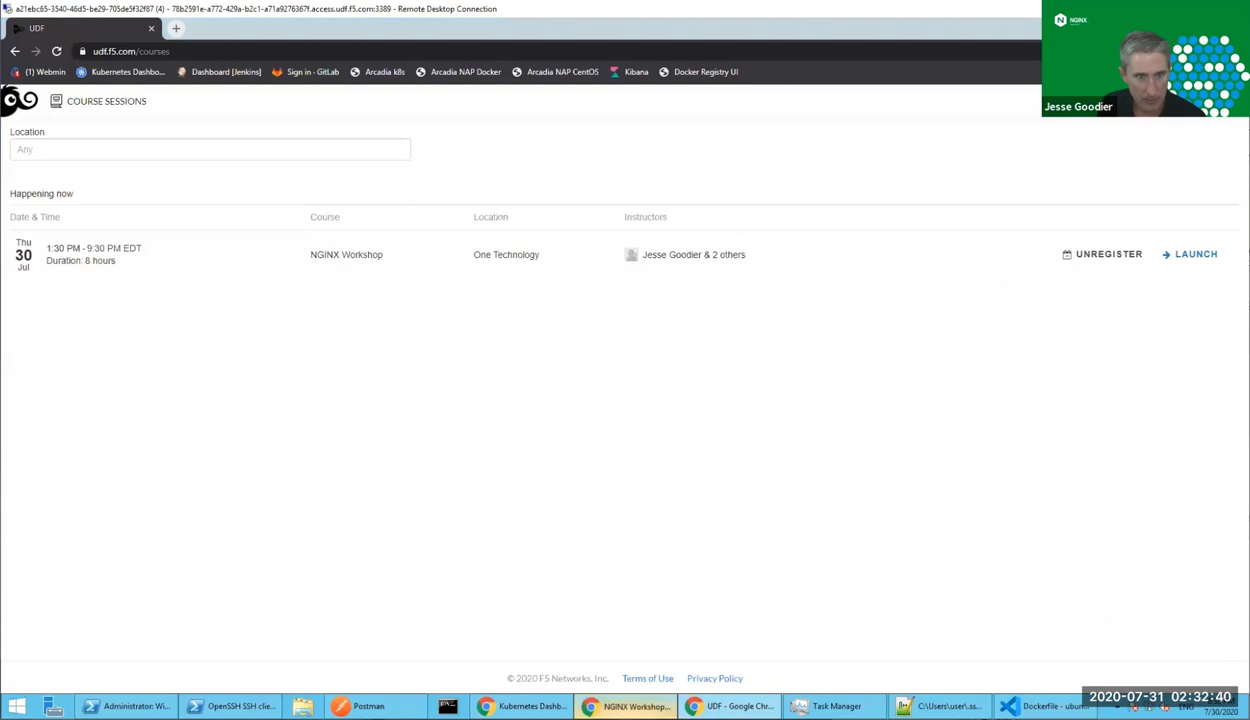 a21ebc65-3540-46d5-be29-705de5f32f87 (4) - 78b2591e-a772-429a-b2c1-a71a9276367f.access.udf.f5.com:3389 - Remote Desktop Connection
UDF
udf.f5.com/courses
(1) Webmin
Kubernetes Dashbo...
Dashboard [Jenkins]
Sign in · GitLab
Arcadia k8s
Arcadia NAP Docker
Arcadia NAP CentOS
Kibana
Docker Registry UI
NGINX
Jesse Goodier
COURSE SESSIONS
Location
Any
Happening now
Date & Time Course Location Instructors
Thu
30
Jul
1:30 PM - 9:30 PM EDT
Duration: 8 hours
NGINX Workshop
One Technology
Jesse Goodier & 2 others
UNREGISTER
LAUNCH
© 2020 F5 Networks, Inc. Terms of Use Privacy Policy
Administrator: Wi...
OpenSSH SSH clie...
Postman
Kubernetes Dashb...
NGINX Workshop...
UDF - Google Chr...
Task Manager
C:\Users\user\.ss...
Dockerfile - ubun...
ENG
2020-07-31 02:32:40
7/30/2020